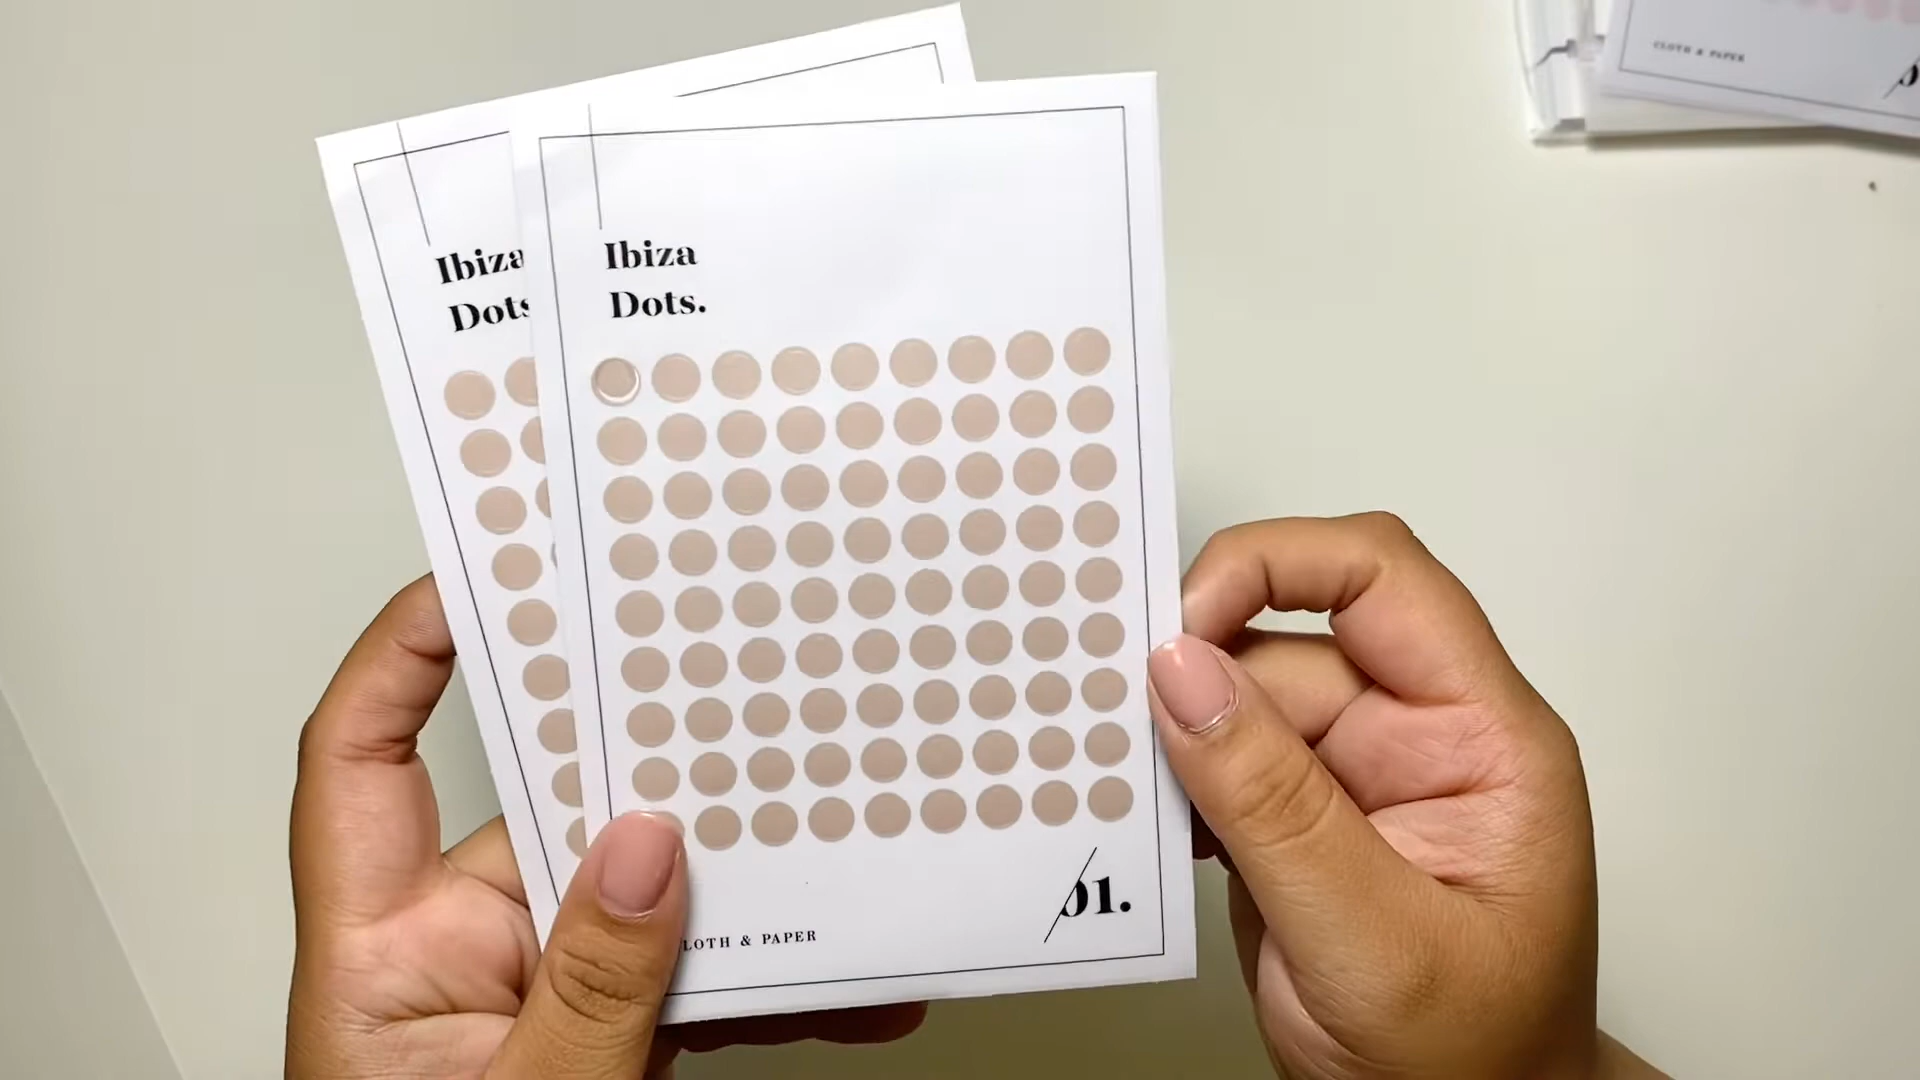 Ibiza
Dots
Ibiza
Dots.
01.
LOTH & PAPER
CLOTH & PAPER